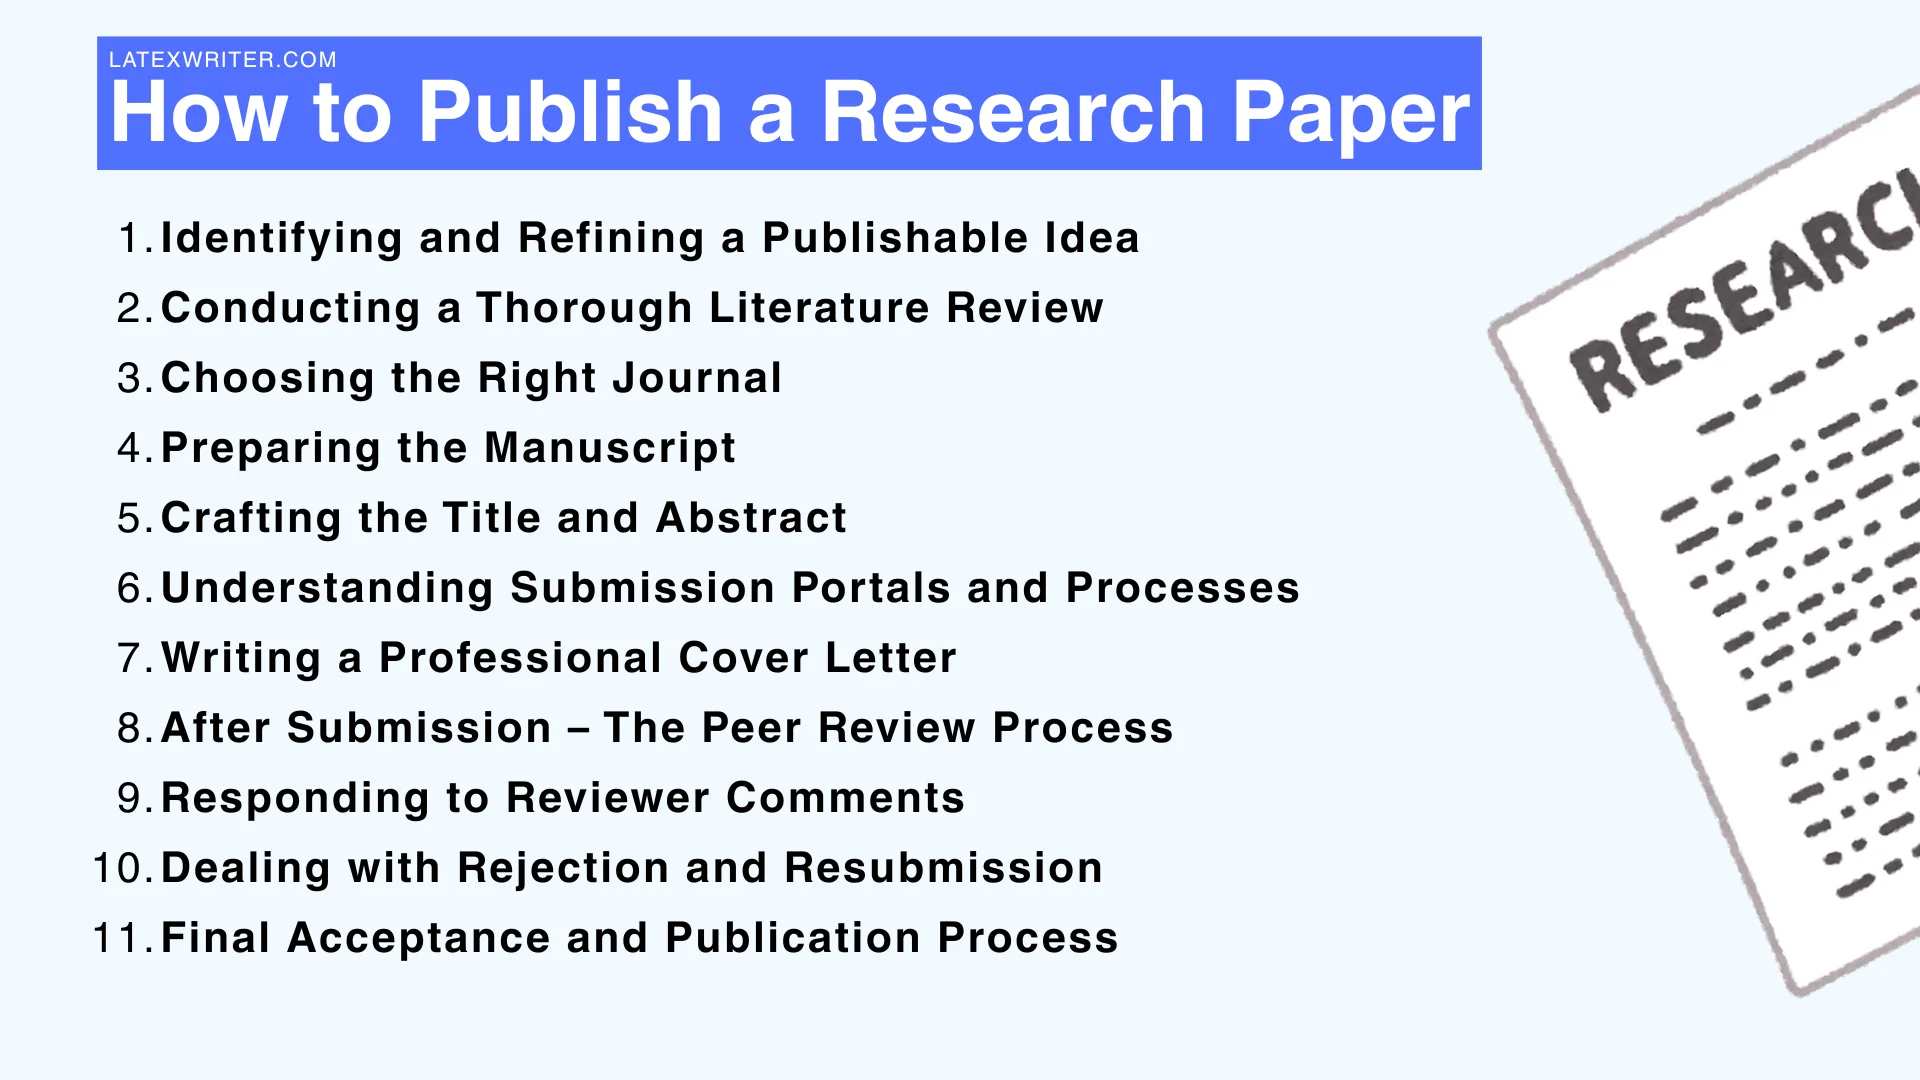 LATEXWRITER.COM
How to Publish a Research Paper
1. Identifying and Refining a Publishable Idea
2. Conducting a Thorough Literature Review
3. Choosing the Right Journal
4. Preparing the Manuscript
5. Crafting the Title and Abstract
6. Understanding Submission Portals and Processes
7. Writing a Professional Cover Letter
8. After Submission – The Peer Review Process
9. Responding to Reviewer Comments
10. Dealing with Rejection and Resubmission
11. Final Acceptance and Publication Process
RESEARC